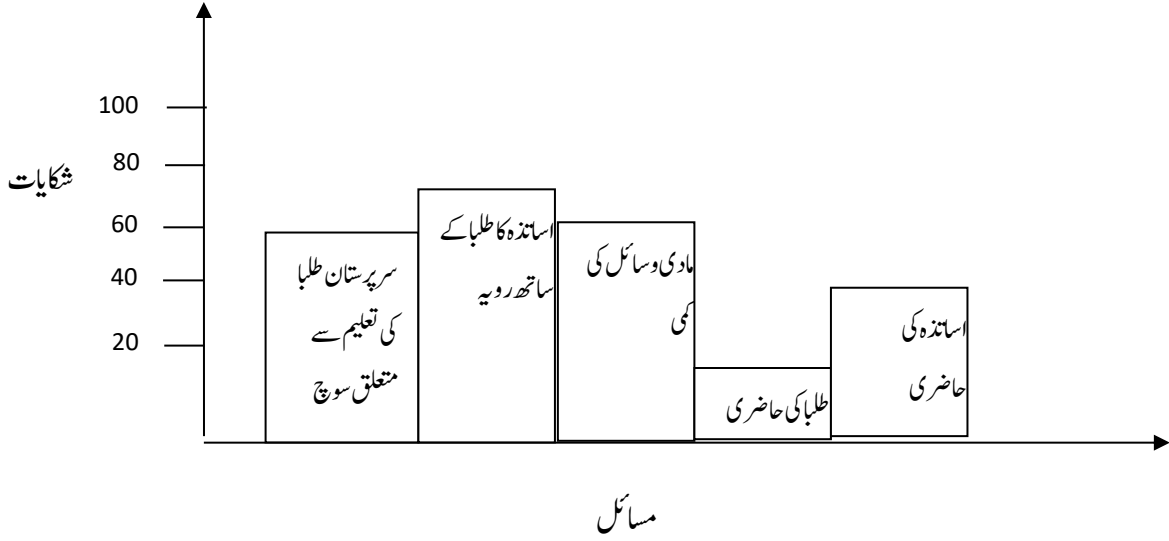 100
80
شکایات
60
40
20
سرپرستان طلبا
کی تعلیم سے
متعلق سوچ
اساتذہ کا طلبا کے
ساتھ رویہ
مادی وسائل کی
کمی
طلبا کی حاضری
اساتذہ کی
حاضری
مسائل